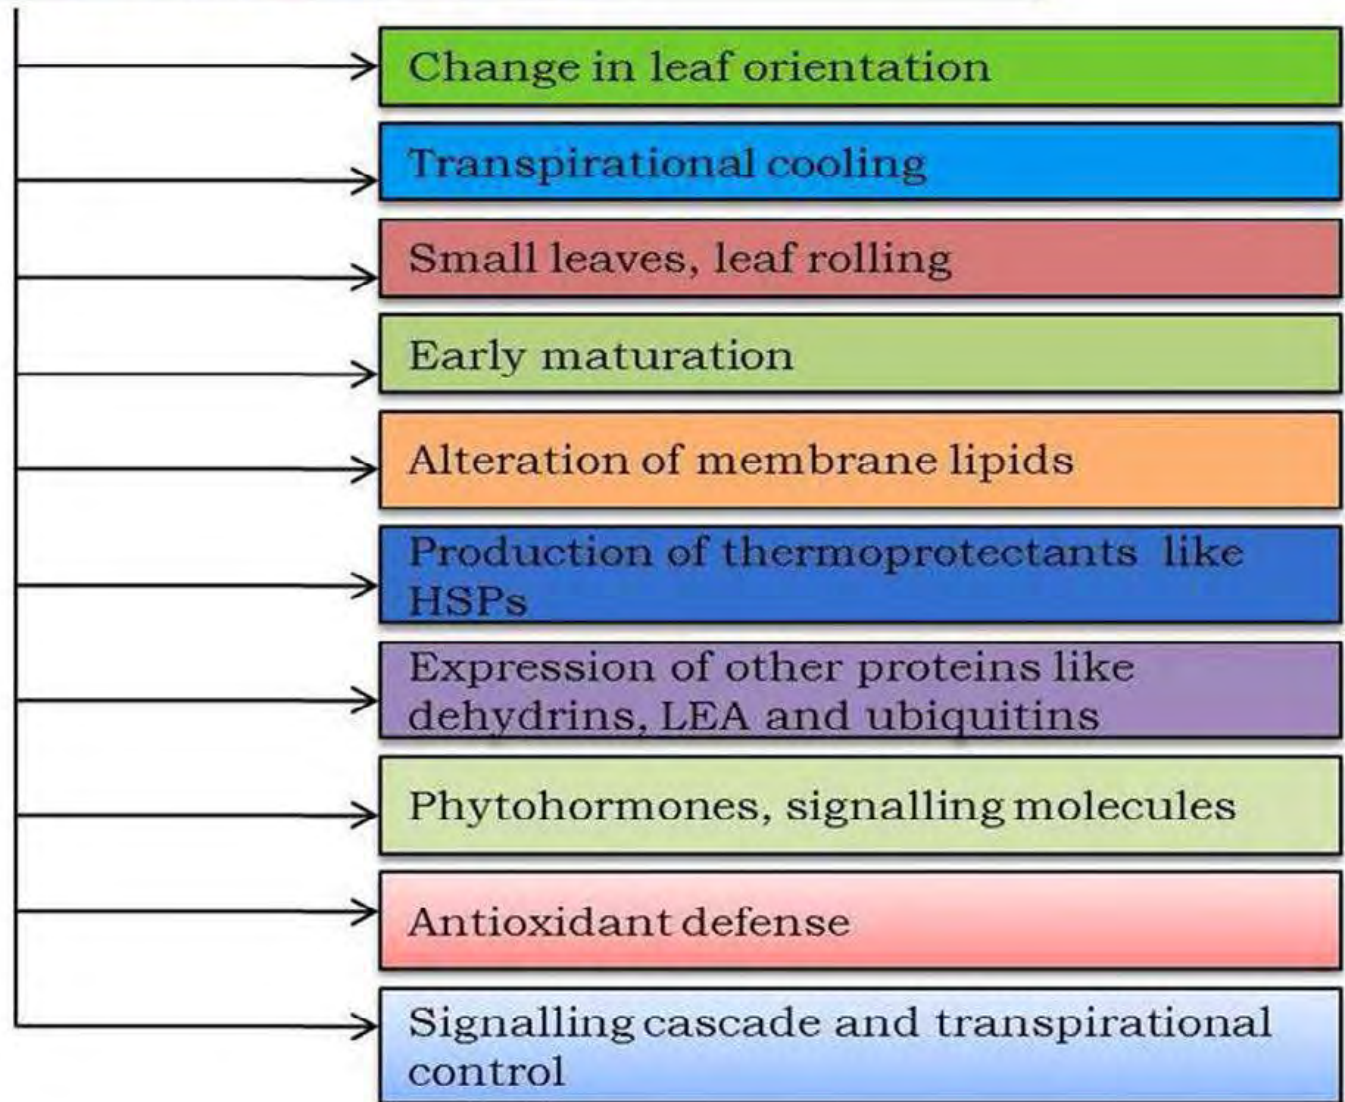 Change in leaf orientation
Transpirational cooling
Small leaves, leaf rolling
Early maturation
Alteration of membrane lipids
Production of thermoprotectants like
HSPs
Expression of other proteins like
dehydrins, LEA and ubiquitins
Phytohormones, signalling molecules
Antioxidant defense
Signalling cascade and transpirational
control